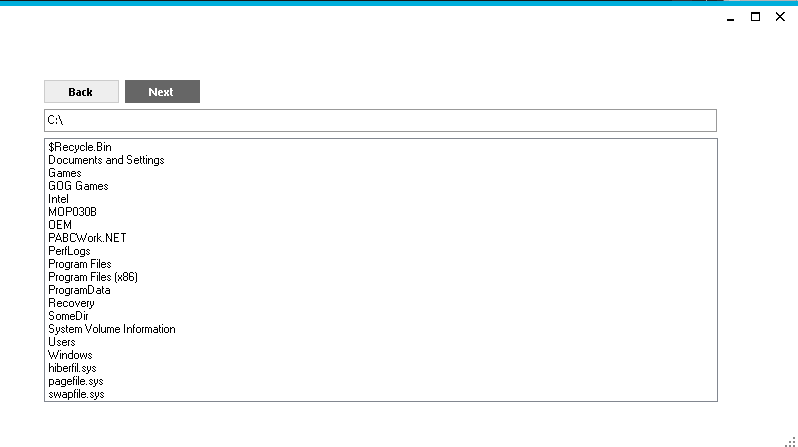 Back Next
C:\
$Recycle.Bin
Documents and Settings
Games
GOG Games
Intel
MOP030B
OEM
PABCWork.NET
PerfLogs
Program Files
Program Files (x86)
ProgramData
Recovery
SomeDir
System Volume Information
Users
Windows
hiberfil.sys
pagefile.sys
swapfile.sys